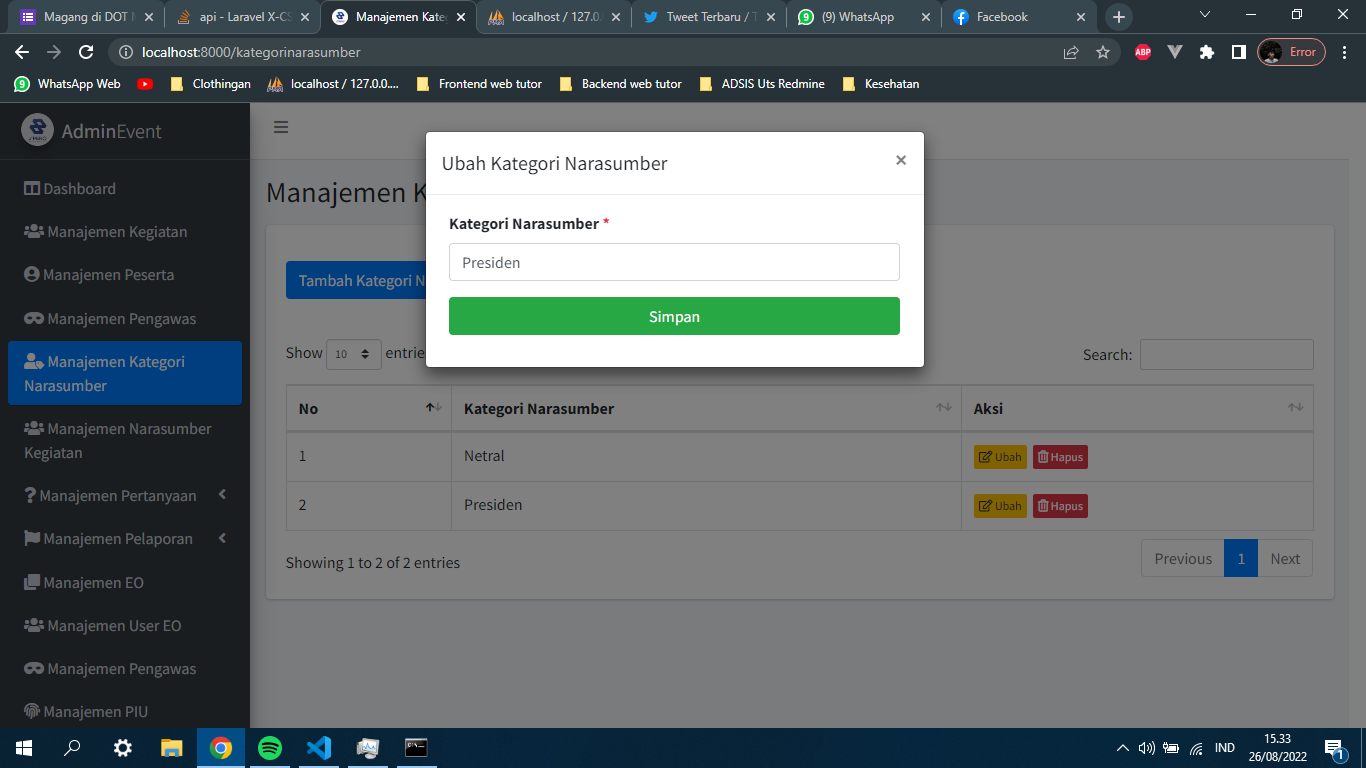 Magang di DOT M
api - Laravel X-CS
Manajemen Kate
localhost / 127.0.
Tweet Terbaru / T
(9) WhatsApp
Facebook
localhost:8000/kategorinarasumber
ABP
Error
9 WhatsApp Web
Clothingan
localhost / 127.0.0....
Frontend web tutor
Backend web tutor
ADSIS Uts Redmine
Kesehatan
AdminEvent
Dashboard
Manajemen Kegiatan
Manajemen Peserta
Manajemen Pengawas
Manajemen Kategori
Narasumber
Manajemen Narasumber
Kegiatan
Manajemen Pertanyaan
Manajemen Pelaporan
Manajemen EO
Manajemen User EO
Manajemen Pengawas
Manajemen PIU
Manajemen K
Ubah Kategori Narasumber ×
Kategori Narasumber *
Presiden
Simpan
Tambah Kategori N
Show 10 entrie
Search:
No Kategori Narasumber Aksi
1 Netral Ubah Hapus
2 Presiden Ubah Hapus
Showing 1 to 2 of 2 entries
Previous 1 Next
IND
15.33
26/08/2022
1